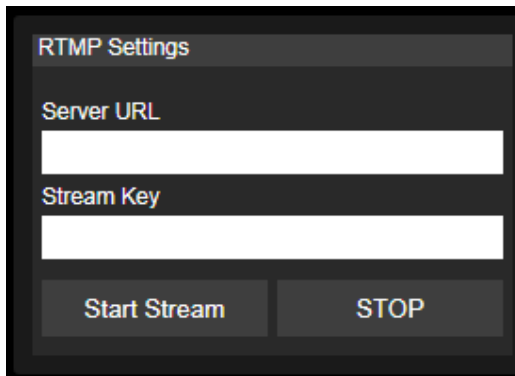 RTMP Settings
Server URL
Stream Key
Start Stream STOP